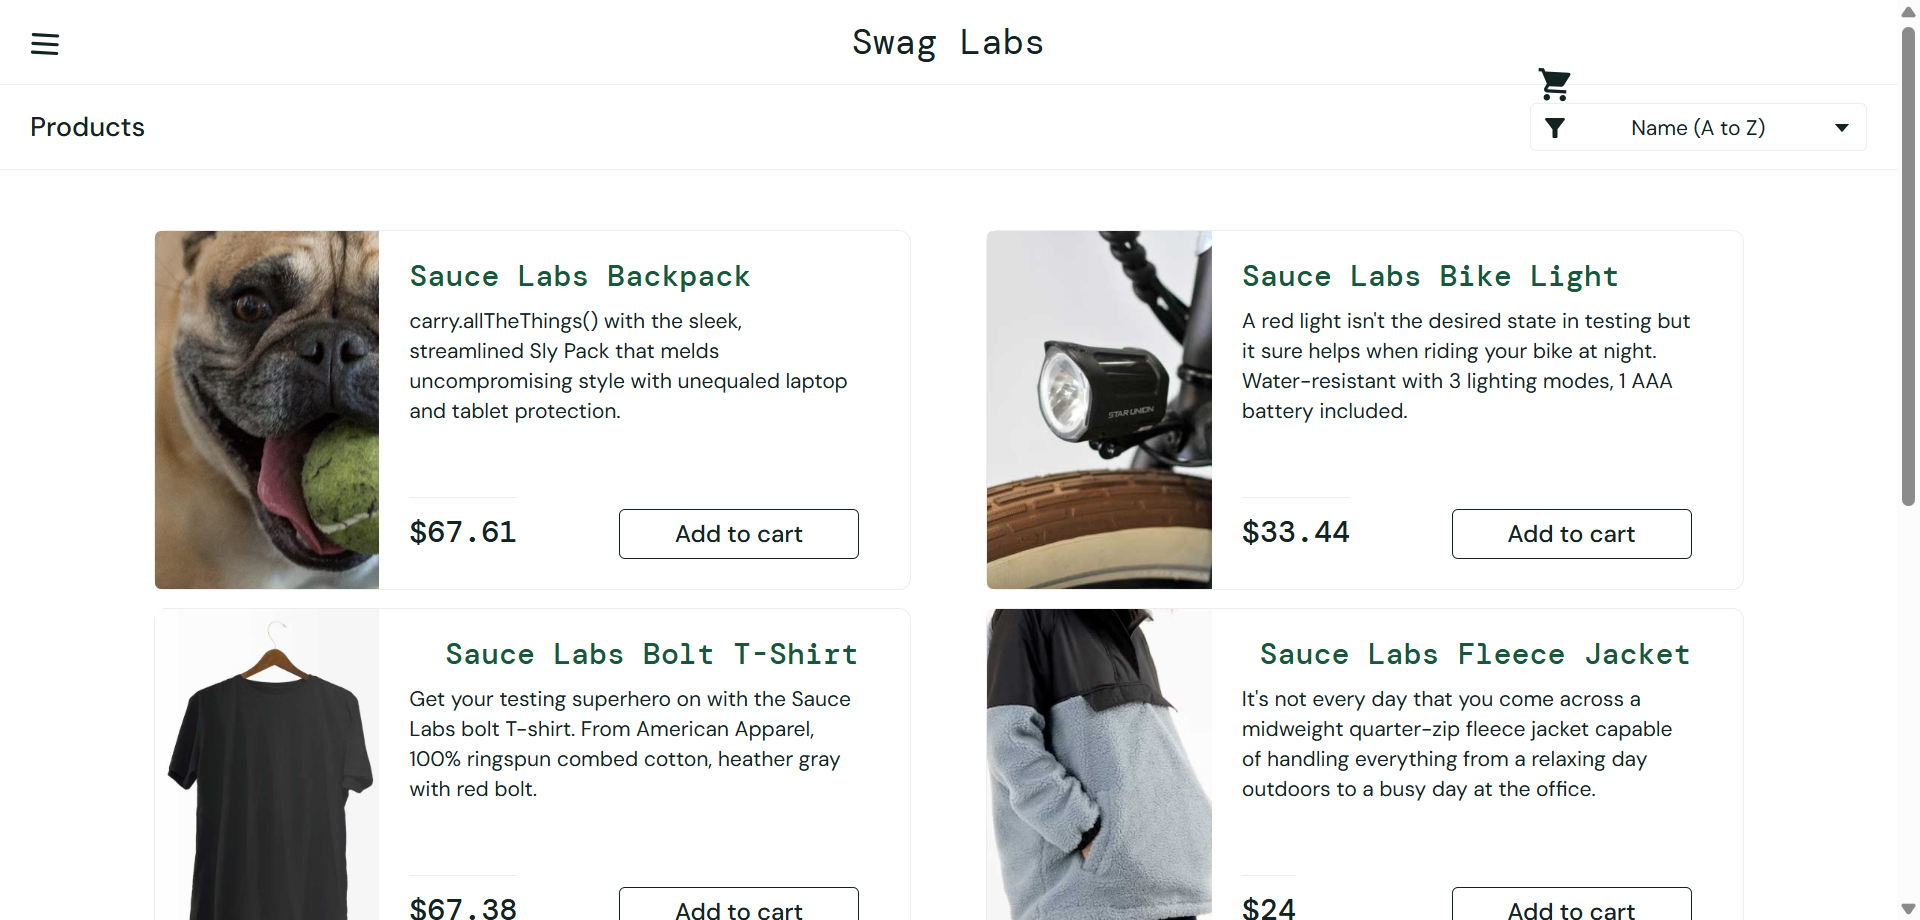 Swag Labs
Products
Name (A to Z)
Sauce Labs Backpack
carry.allTheThings() with the sleek,
streamlined Sly Pack that melds
uncompromising style with unequaled laptop
and tablet protection.
$67.61
Add to cart
Sauce Labs Bike Light
A red light isn't the desired state in testing but
it sure helps when riding your bike at night.
Water-resistant with 3 lighting modes, 1 AAA
battery included.
STAR UNION
$33.44
Add to cart
Sauce Labs Bolt T-Shirt
Get your testing superhero on with the Sauce
Labs bolt T-shirt. From American Apparel,
100% ringspun combed cotton, heather gray
with red bolt.
$67.38
Add to cart
Sauce Labs Fleece Jacket
It's not every day that you come across a
midweight quarter-zip fleece jacket capable
of handling everything from a relaxing day
outdoors to a busy day at the office.
$24
Add to cart